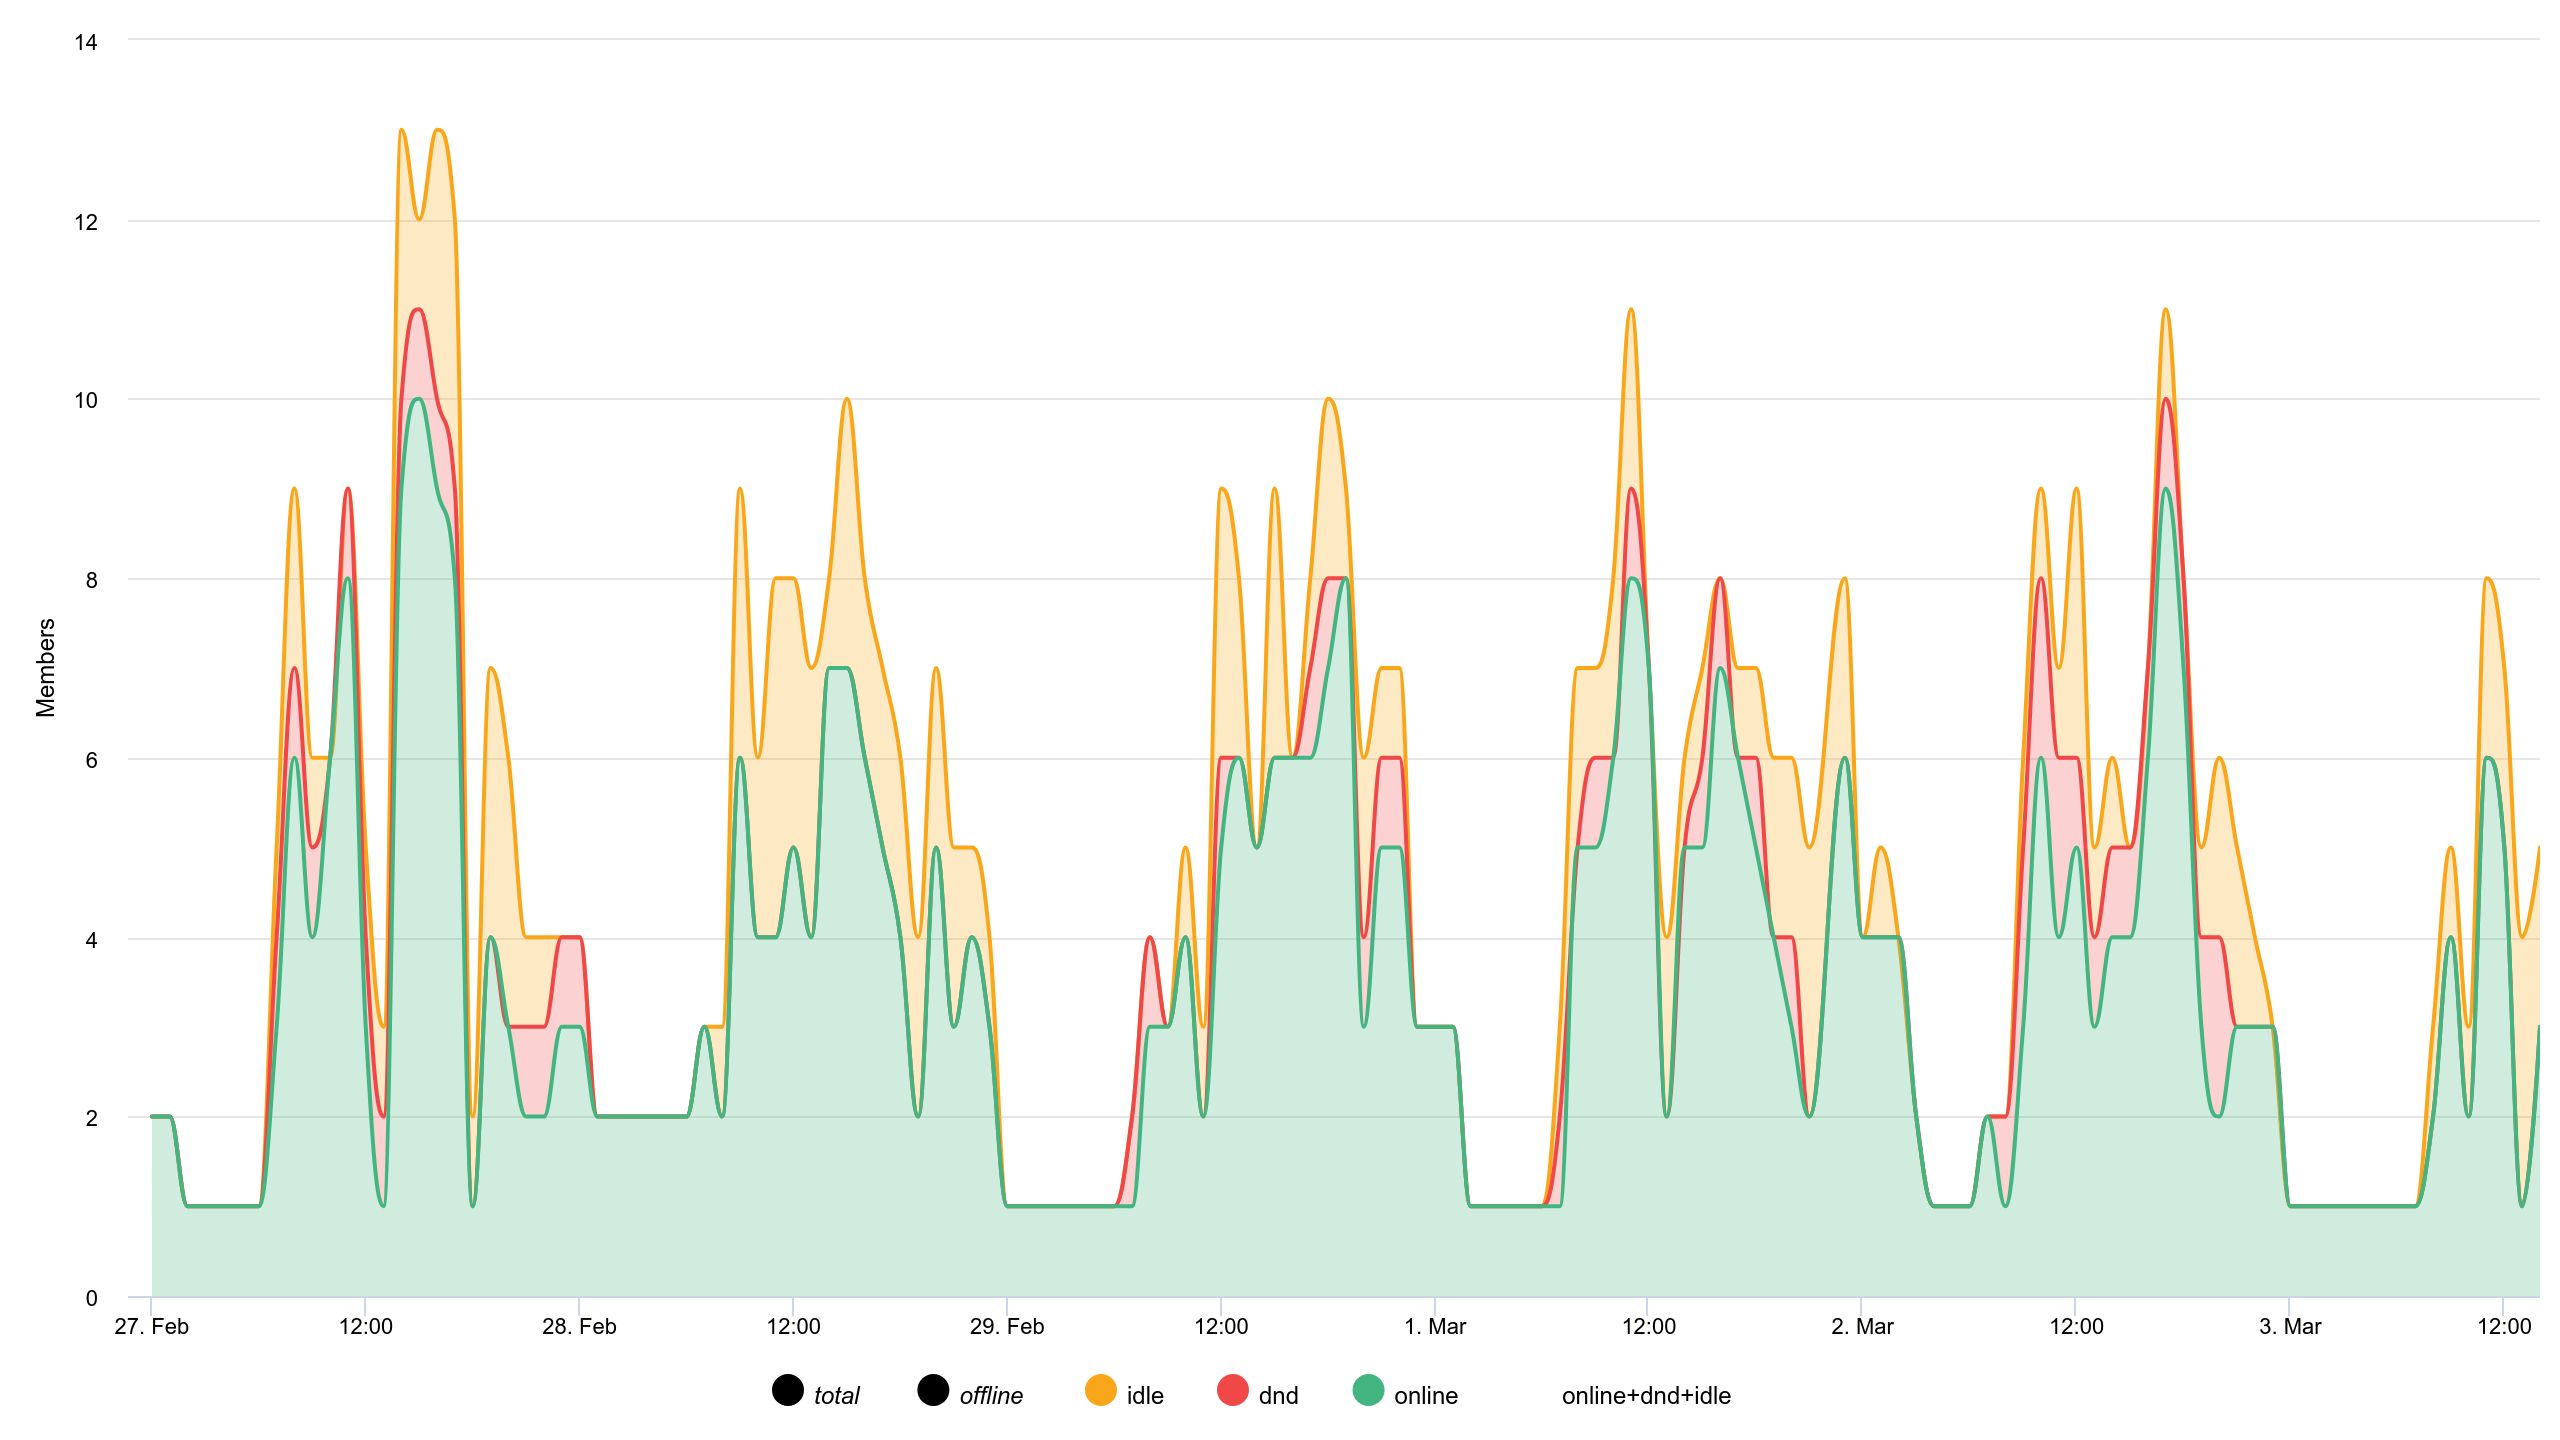 14
12
10
8
6
4
2
0
Members
27. Feb 12:00 28. Feb 12:00 29. Feb 12:00 1. Mar 12:00 2. Mar 12:00 3. Mar 12:00
total offline idle dnd online online+dnd+idle